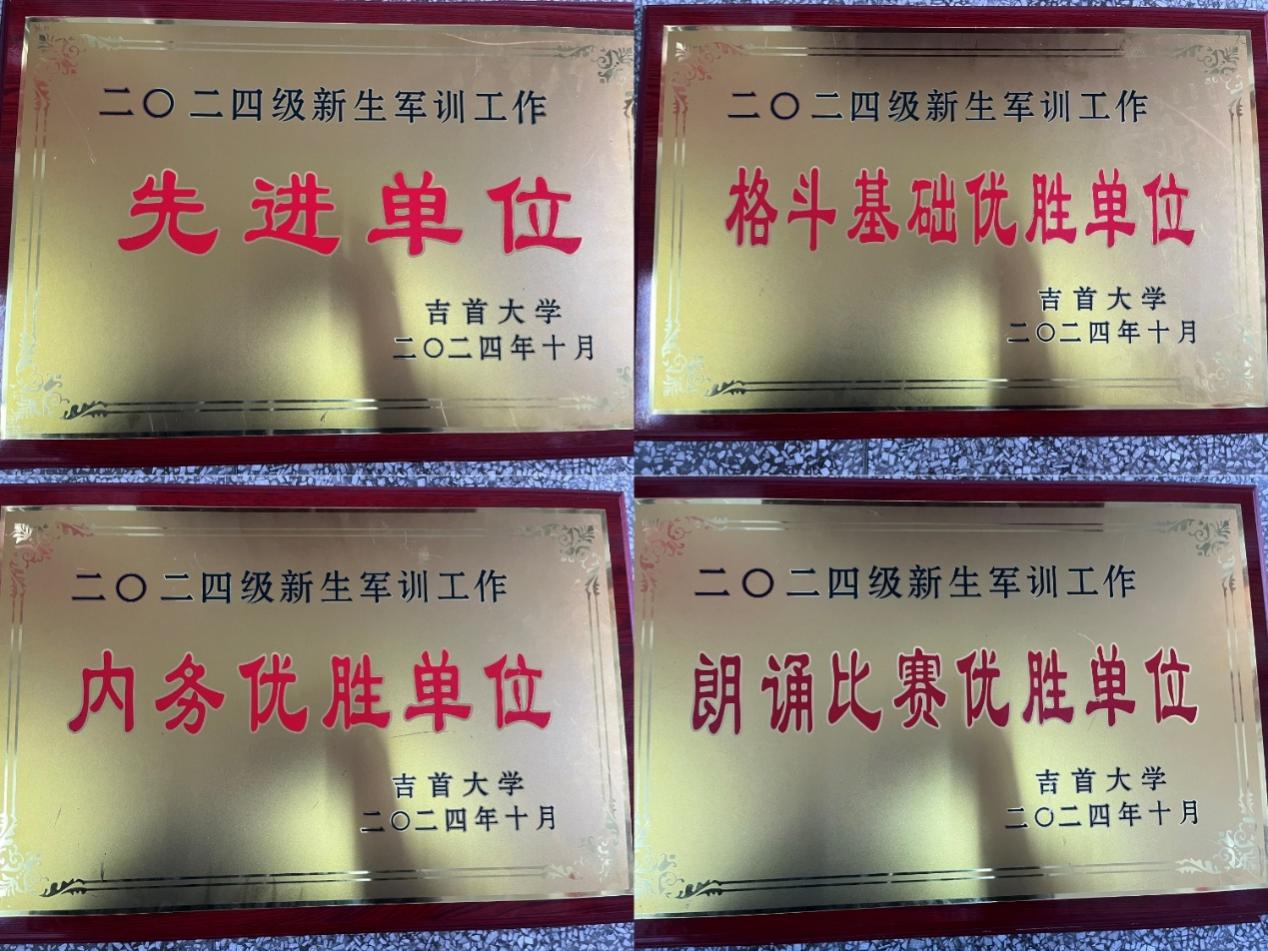 二〇二四级新生军训工作
先进单位
吉首大学
二〇二四年十月
二〇二四级新生军训工作
格斗基础优胜单位
吉首大学
二〇二四年十月
二〇二四级新生军训工作
内务优胜单位
吉首大学
二〇二四年十月
二〇二四级新生军训工作
朗诵比赛优胜单位
吉首大学
二〇二四年十月